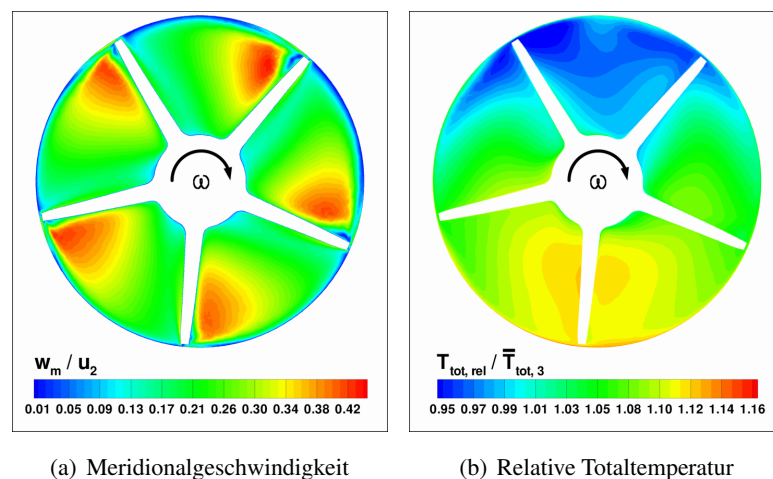 ω
ω
w_m / u_2
0.01 0.05 0.09 0.13 0.17 0.22 0.26 0.30 0.34 0.38 0.42
T_tot, rel / T̿_tot, 3
0.95 0.97 0.99 1.01 1.03 1.05 1.08 1.10 1.12 1.14 1.16
(a) Meridionalgeschwindigkeit
(b) Relative Totaltemperatur